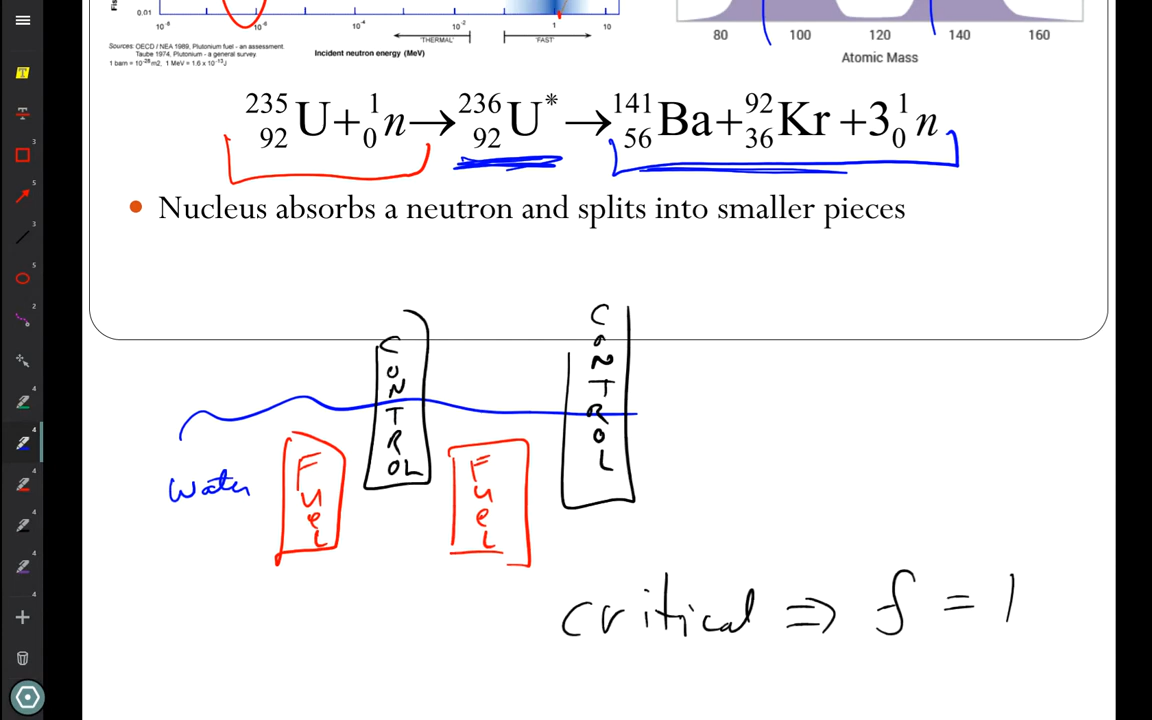 Fis
0.01
10⁻⁸ 10⁻⁶ 10⁻⁴ 10⁻² 1 10
'THERMAL' 'FAST'
Incident neutron energy (MeV)
Sources: OECD / NEA 1989, Plutonium fuel - an assessment.
Taube 1974, Plutonium - a general survey.
1 barn = 10⁻²⁸m2, 1 MeV = 1.6 x 10⁻¹³J
80 100 120 140 160
Atomic Mass
²³⁵₉₂U+¹₀n→²³⁶₉₂U*→¹⁴¹₅₆Ba+⁹²₃₆Kr+3¹₀n
• Nucleus absorbs a neutron and splits into smaller pieces
CONTROL
CONTROL
Water
FueL
FueL
critical ⇒ f = 1